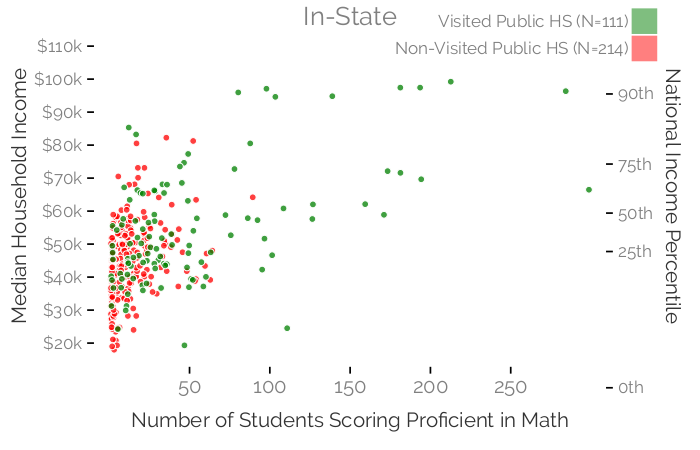 In-State
Visited Public HS (N=111)
Non-Visited Public HS (N=214)
Median Household Income
$110k
$100k
$90k
$80k
$70k
$60k
$50k
$40k
$30k
$20k
National Income Percentile
90th
75th
50th
25th
0th
50 100 150 200 250
Number of Students Scoring Proficient in Math